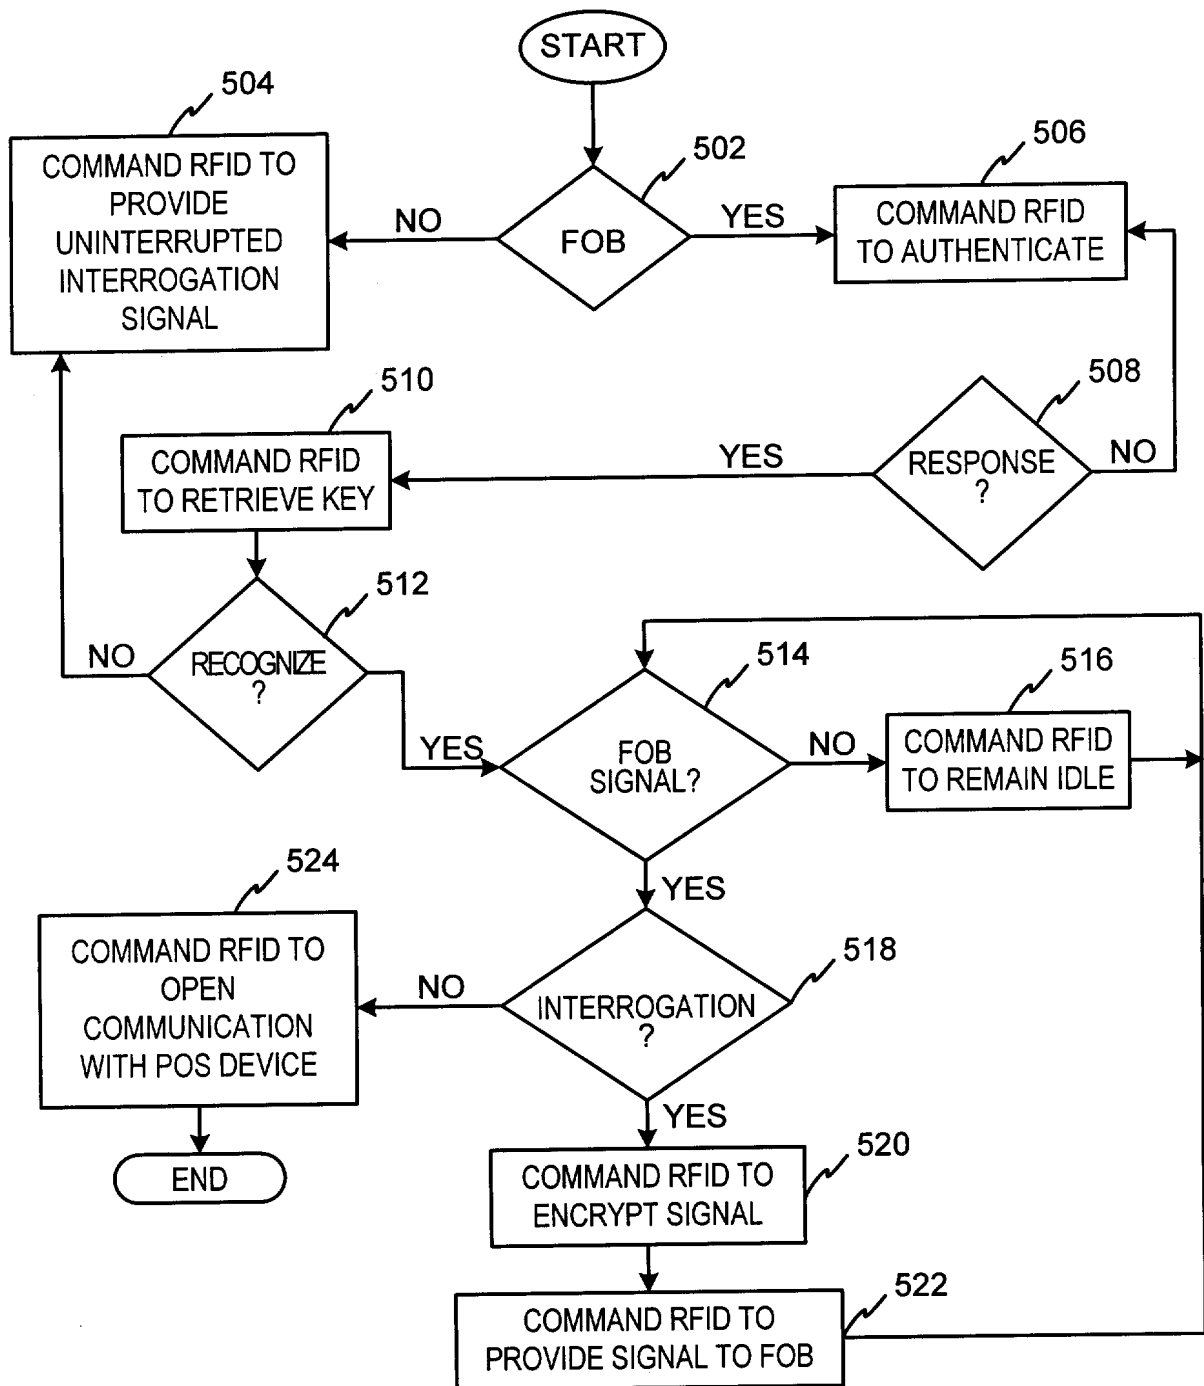 START
504
502
506
COMMAND RFID TO
PROVIDE
UNINTERRUPTED
INTERROGATION
SIGNAL
NO
FOB
YES
COMMAND RFID
TO AUTHENTICATE
510
508
COMMAND RFID
TO RETRIEVE KEY
YES
RESPONSE
?
NO
512
NO
RECOGNIZE
?
YES
514
516
FOB
SIGNAL?
NO
COMMAND RFID
TO REMAIN IDLE
YES
524
COMMAND RFID TO
OPEN
COMMUNICATION
WITH POS DEVICE
NO
518
INTERROGATION
?
YES
END
520
COMMAND RFID TO
ENCRYPT SIGNAL
522
COMMAND RFID TO
PROVIDE SIGNAL TO FOB